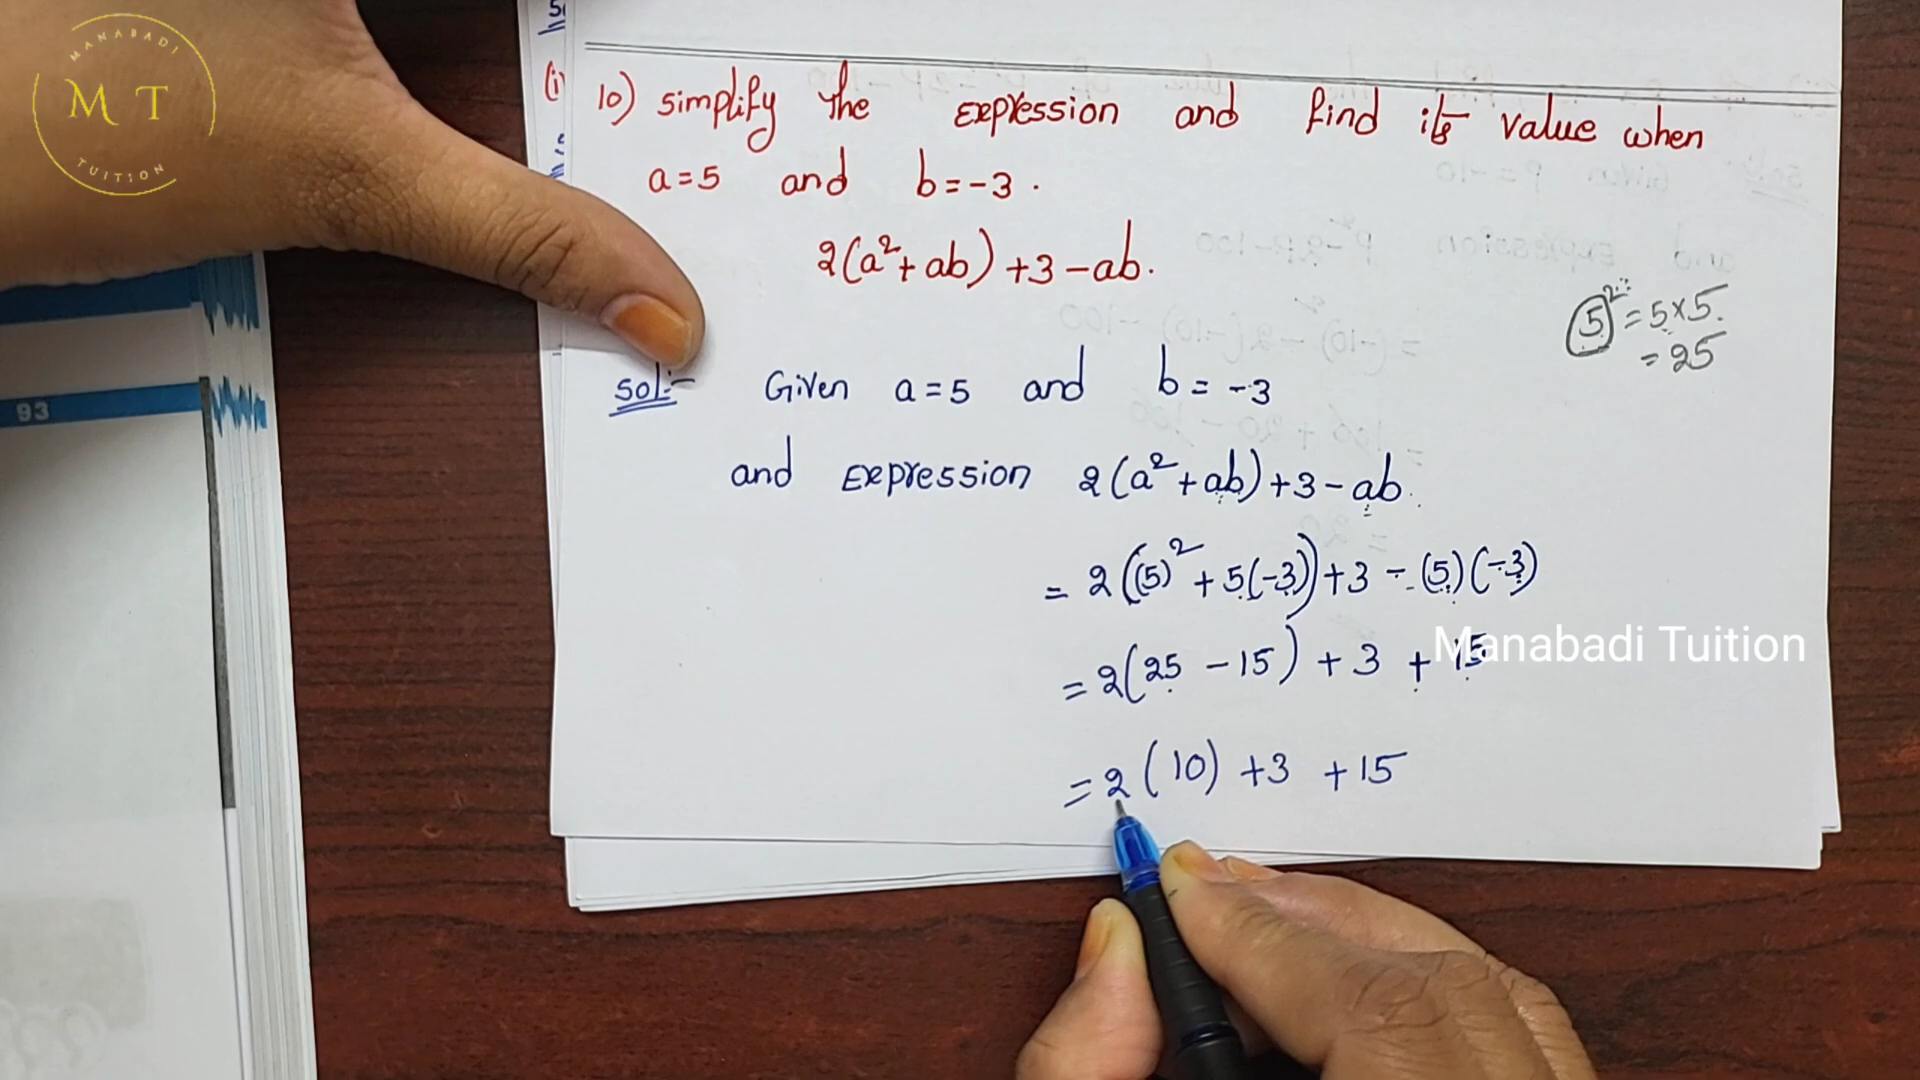 MANABADI
M T
TUITION
93
10) simplify the expression and find its value when
a=5 and b=-3.
2(a²+ab)+3-ab.
5² = 5×5.
= 25
Sol:- Given a=5 and b=-3
and expression 2(a²+ab)+3-ab.
= 2((5)²+5(-3))+3-(5)(-3)
= 2(25-15)+3+15
Manabadi Tuition
= 2(10)+3+15